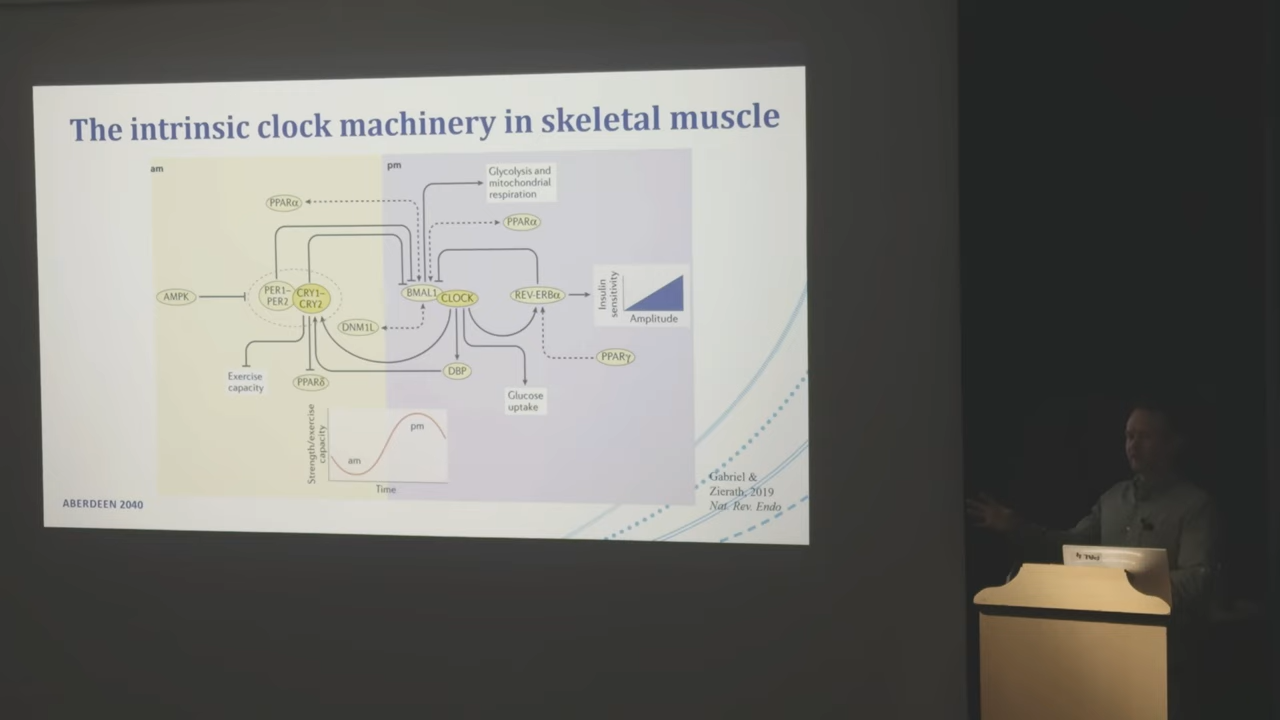 The intrinsic clock machinery in skeletal muscle
am
pm
Glycolysis and
mitochondrial
respiration
PPARα
PPARα
AMPK
PER1–
PER2
CRY1–
CRY2
BMAL1
CLOCK
REV-ERBα
Insulin
sensitivity
Amplitude
DNM1L
PPARγ
DBP
Exercise
capacity
PPARδ
Glucose
uptake
Strength/exercise
capacity
am
pm
Time
Gabriel &
Zierath, 2019
Nat. Rev. Endo
ABERDEEN 2040